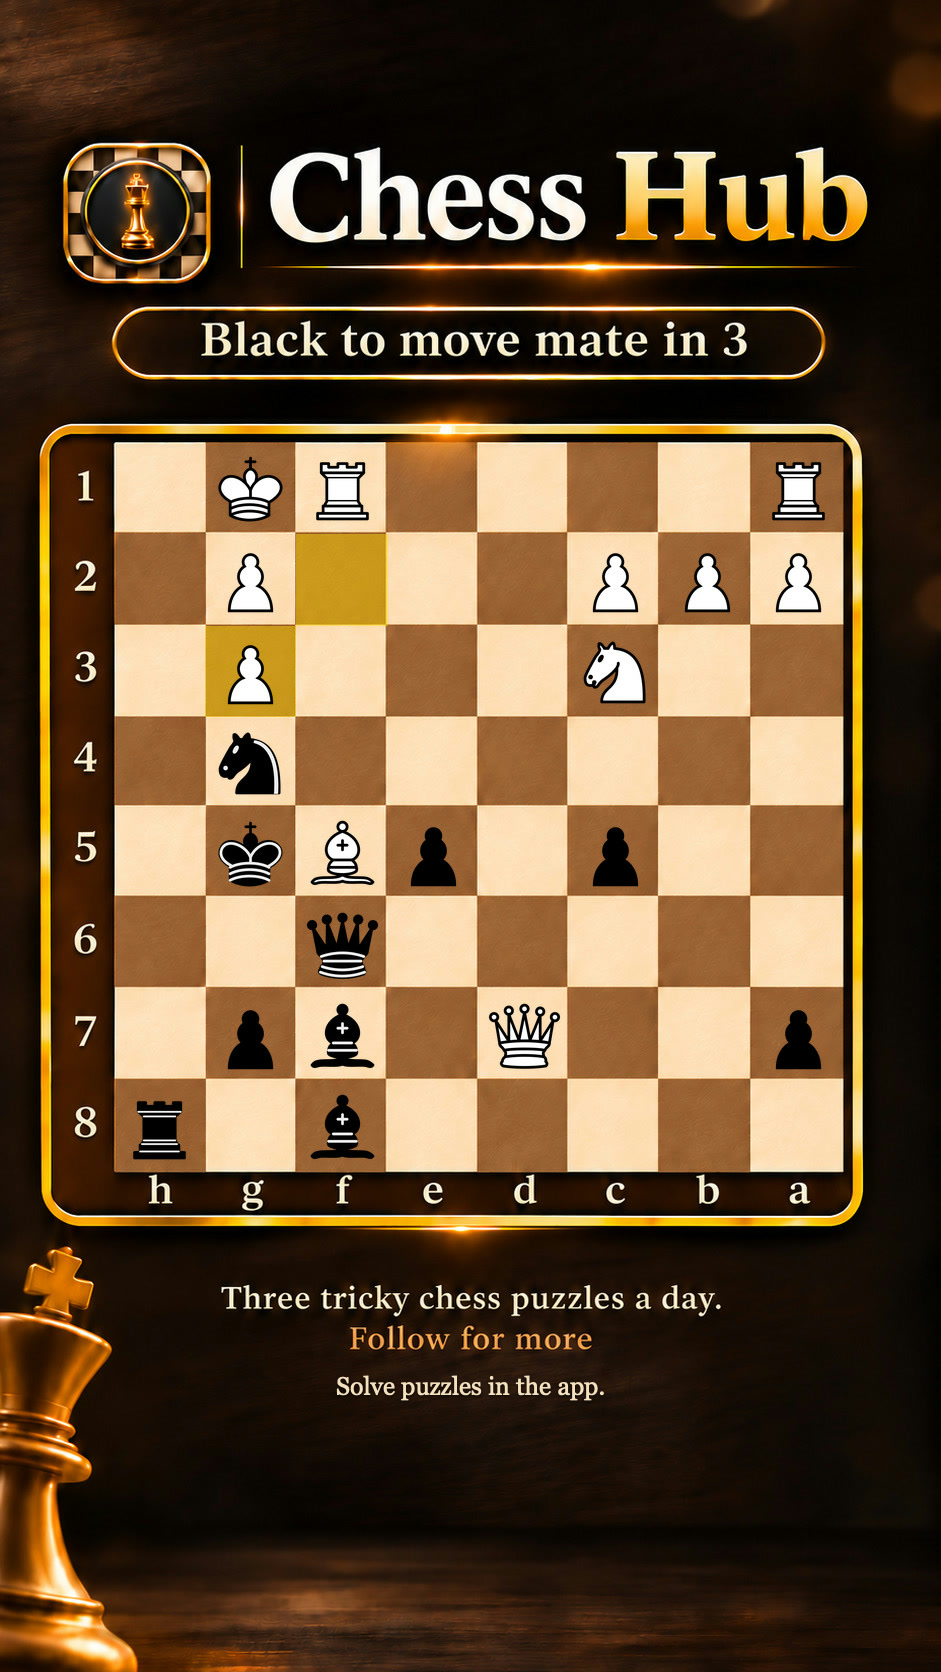 Chess Hub
Black to move mate in 3
1
2
3
4
5
6
7
8
h g f e d c b a
Three tricky chess puzzles a day.
Follow for more
Solve puzzles in the app.